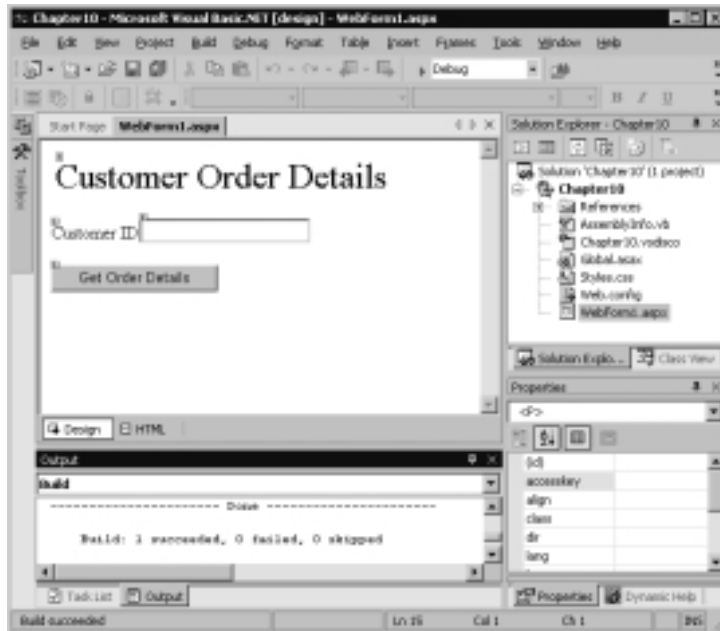 Chapter10 - Microsoft Visual Basic.NET [design] - WebForm1.aspx
File Edit View Project Build Debug Format Table Insert Frames Tools Window Help
Debug
B I U
Start Page WebForm1.aspx
Toolbox
Customer Order Details
Customer ID
Get Order Details
Design HTML
Output
Build
---------------------- Done ----------------------
Build: 1 succeeded, 0 failed, 0 skipped
Task List Output
Solution Explorer - Chapter10
Solution 'Chapter10' (1 project)
Chapter10
References
AssemblyInfo.vb
Chapter10.vsdisco
Global.asax
Styles.css
Web.config
WebForm1.aspx
Solution Explo... Class View
Properties
<P>
(id)
accesskey
align
class
dir
lang
Properties Dynamic Help
Build succeeded Ln 15 Col 1 Ch 1 INS